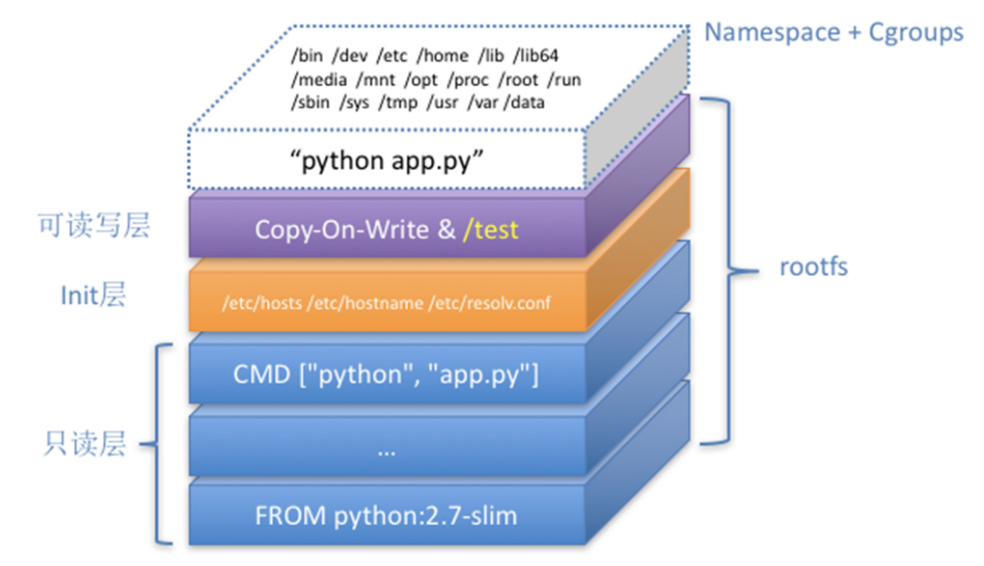 Namespace + Cgroups
/bin /dev /etc /home /lib /lib64
/media /mnt /opt /proc /root /run
/sbin /sys /tmp /usr /var /data
“python app.py”
可读写层
Copy-On-Write & /test
Init层
/etc/hosts /etc/hostname /etc/resolv.conf
rootfs
CMD ["python", "app.py"]
只读层
...
FROM python:2.7-slim